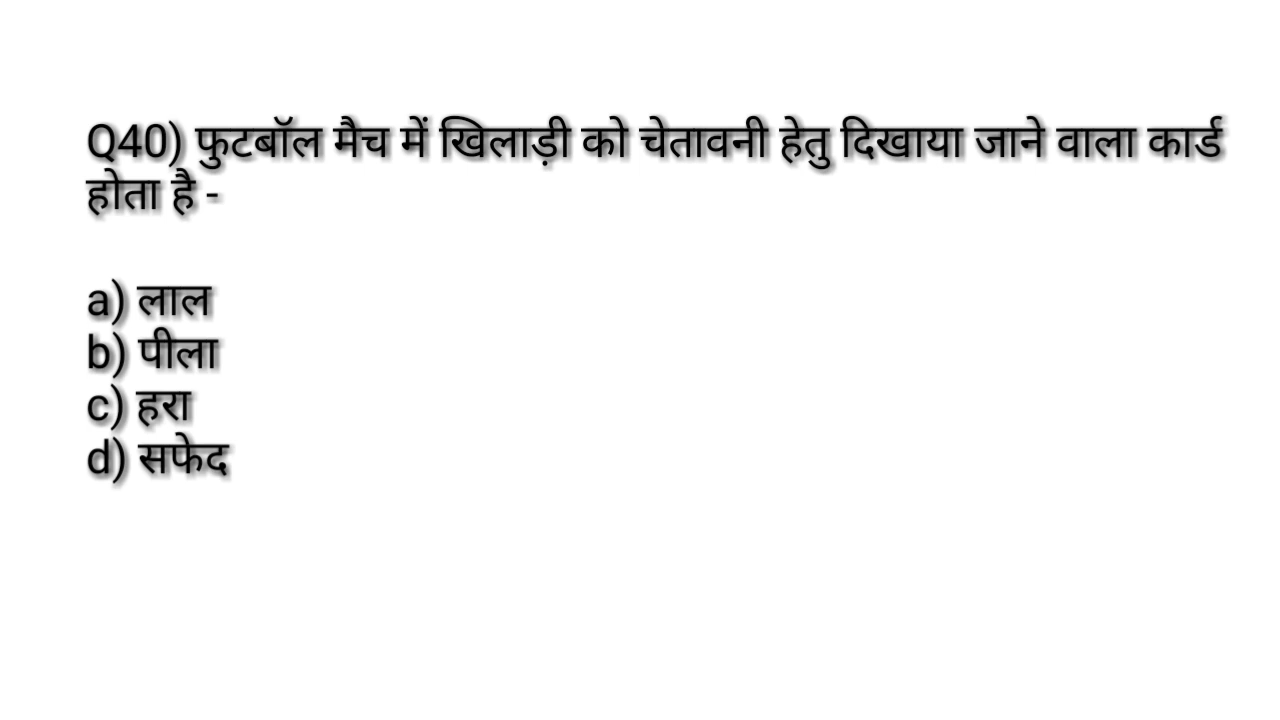 Q40) फुटबॉल मैच में खिलाड़ी को चेतावनी हेतु दिखाया जाने वाला कार्ड
होता है -
a) लाल
b) पीला
c) हरा
d) सफेद